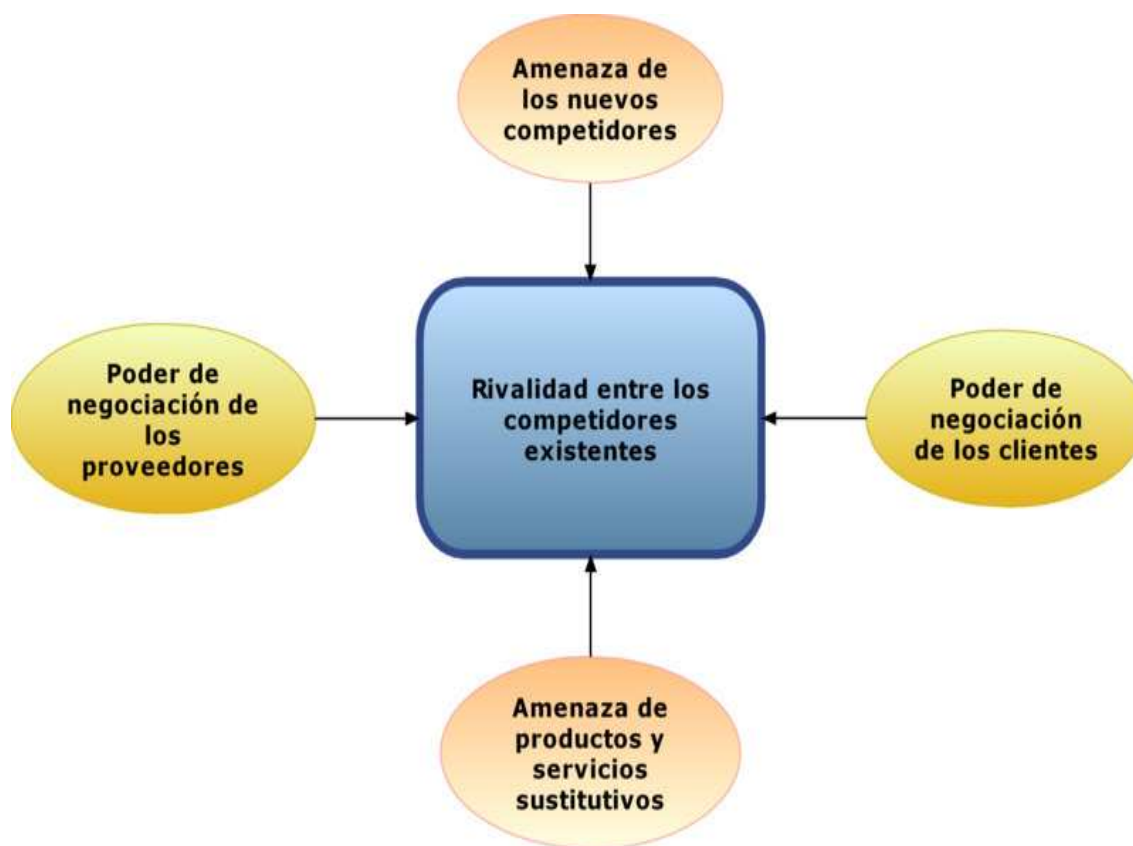 Amenaza de
los nuevos
competidores
Poder de
negociación de
los
proveedores
Rivalidad entre los
competidores
existentes
Poder de
negociación
de los clientes
Amenaza de
productos y
servicios
sustitutivos